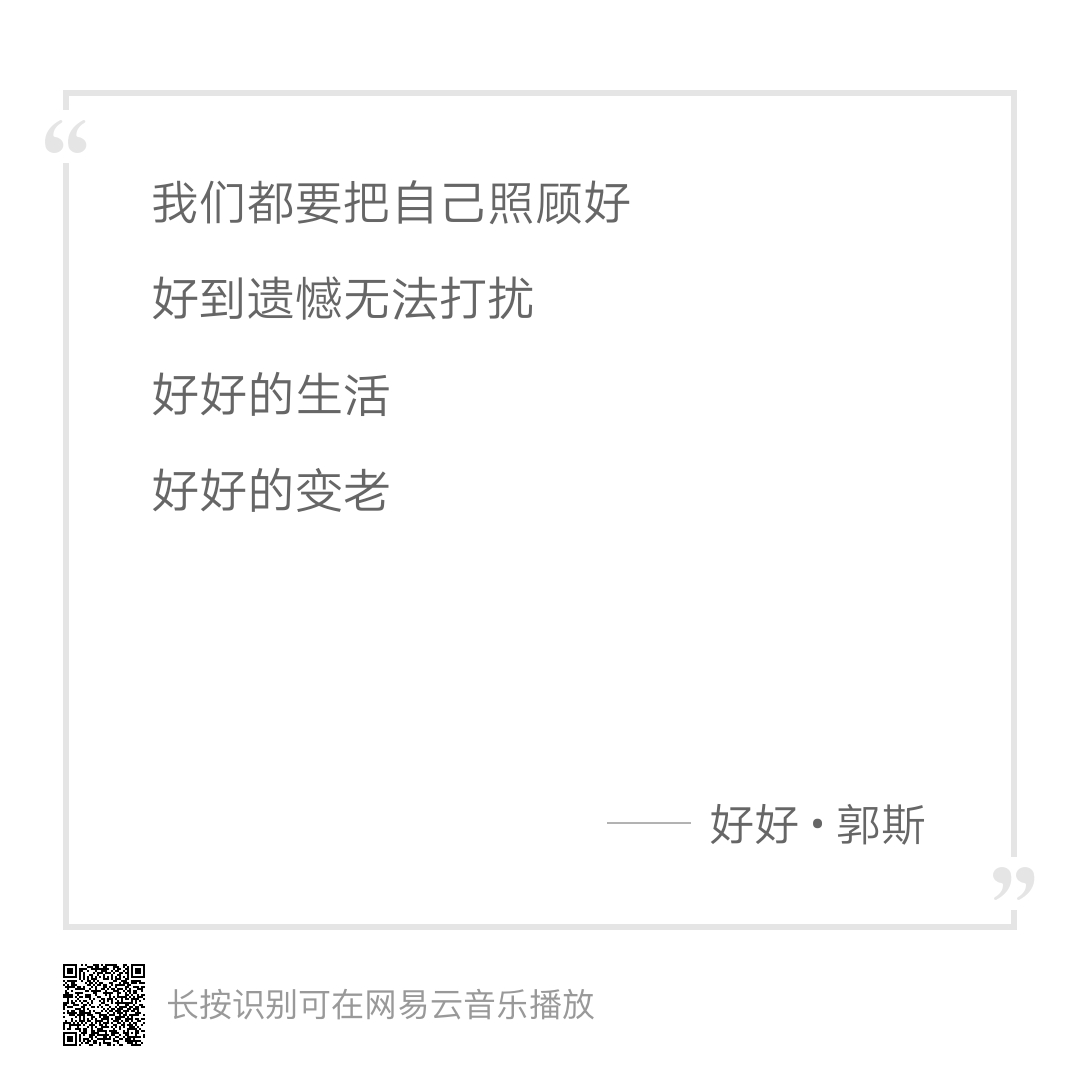 “
我们都要把自己照顾好
好到遗憾无法打扰
好好的生活
好好的变老
—— 好好•郭斯
”
长按识别可在网易云音乐播放